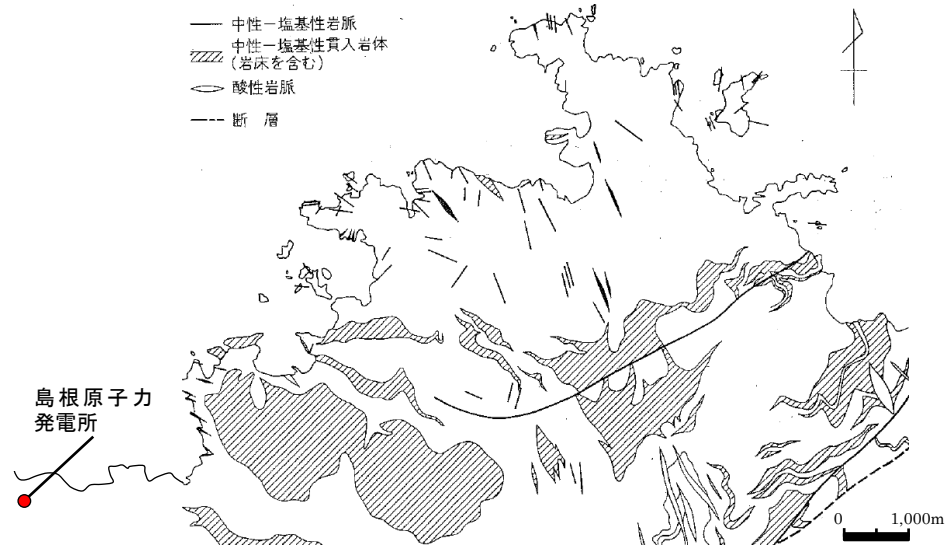 中性－塩基性岩脈
中性－塩基性貫入岩体
(岩床を含む)
酸性岩脈
断 層
島根原子力
発電所
0 1,000m